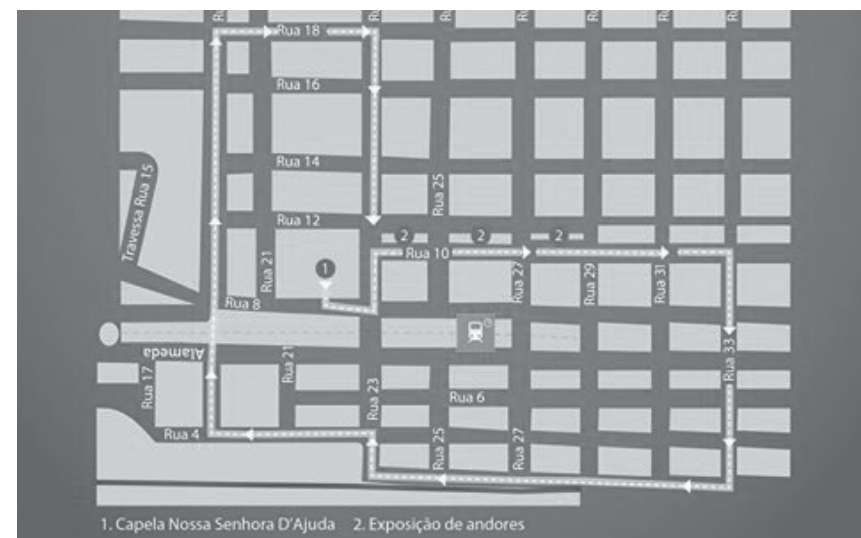 Rua 18
Rua 16
Rua 14
Travessa Rua 15
Rua 25
Rua 12
2
2
2
Rua 10
1
Rua 21
Rua 27
Rua 29
Rua 31
Rua 8
Alameda
Rua 33
Rua 17
Rua 21
Rua 23
Rua 6
Rua 4
Rua 25
Rua 27
1. Capela Nossa Senhora D'Ajuda 2. Exposição de andores